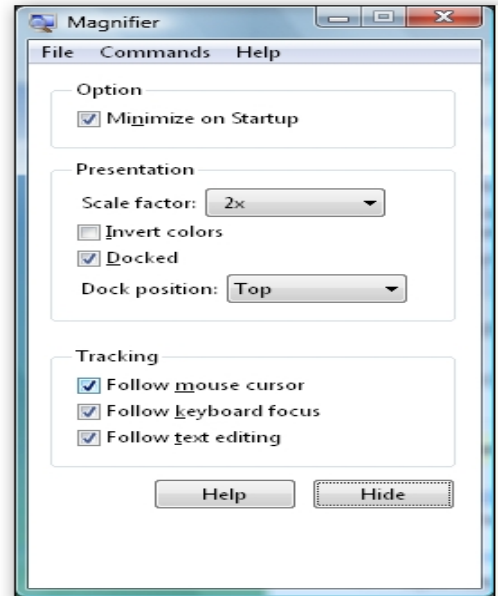 Magnifier
File Commands Help
Option
Minimize on Startup
Presentation
Scale factor: 2x
Invert colors
Docked
Dock position: Top
Tracking
Follow mouse cursor
Follow keyboard focus
Follow text editing
Help Hide